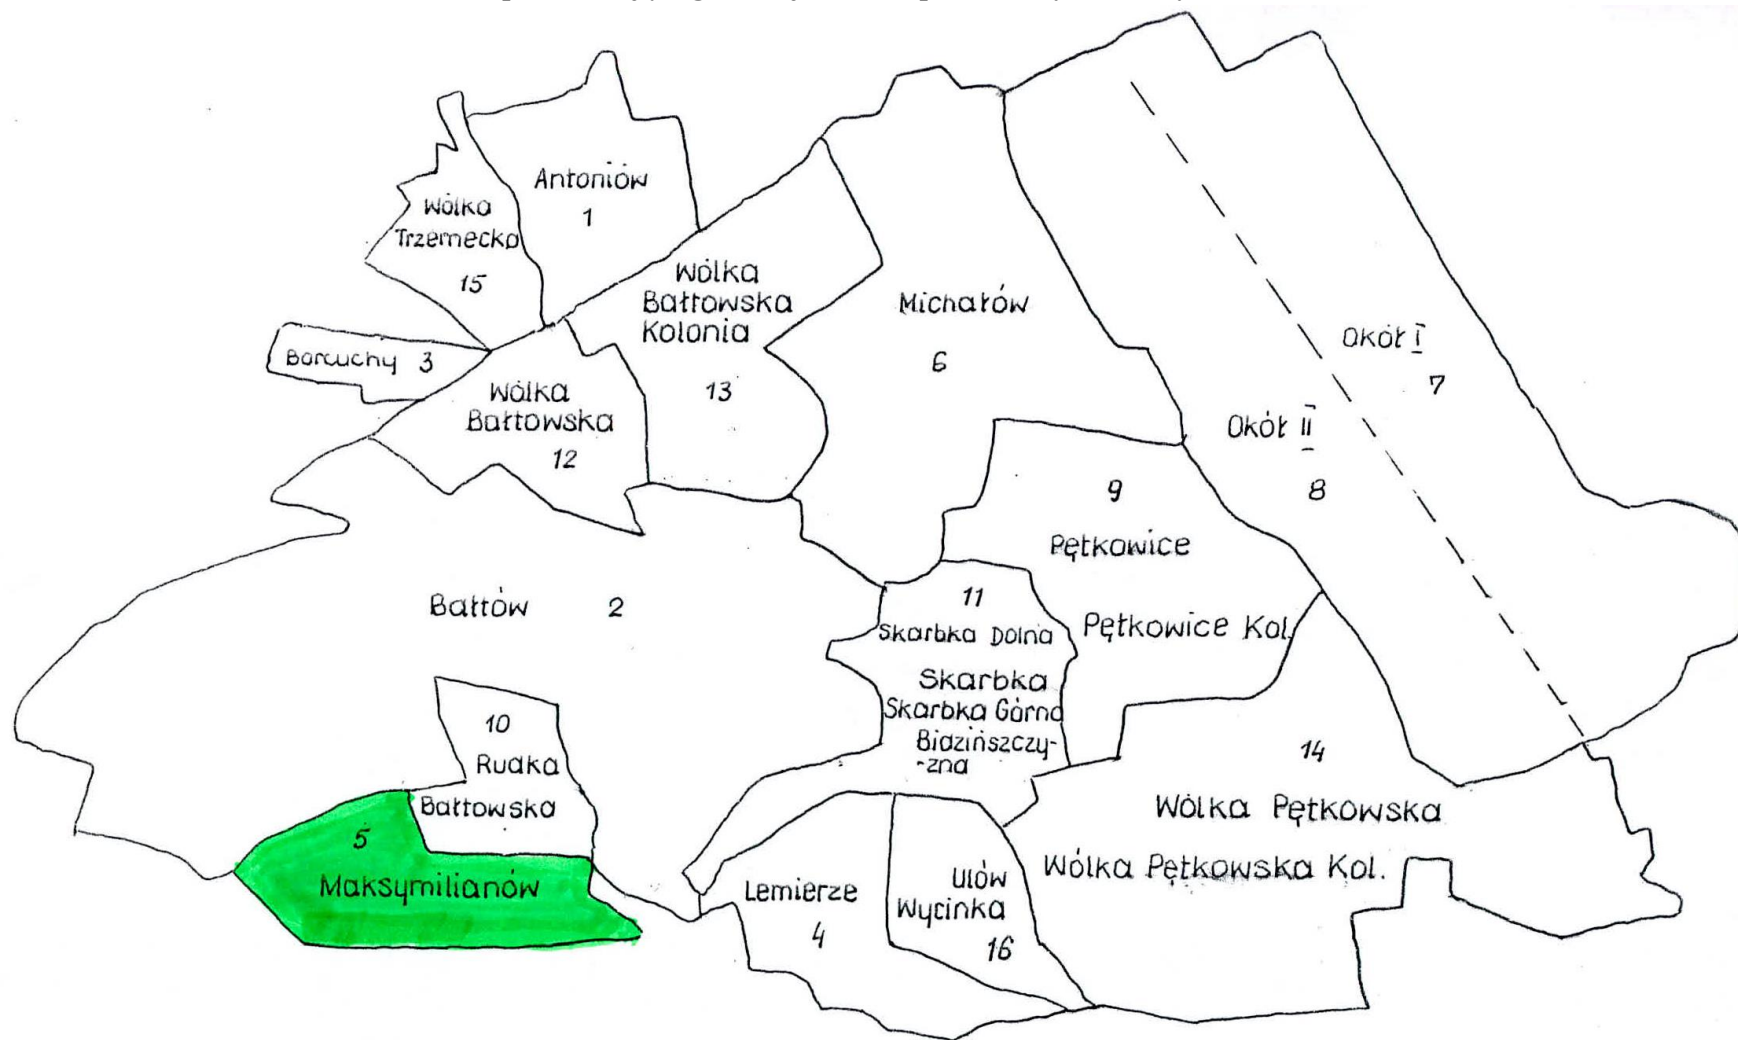 Antoniów
1
Wólka
Trzemecka
15
Borcuchy 3
Wólka
Bałtowska
12
Wólka
Bałtowska
Kolonia
13
Michałów
6
Okół I
7
Okół II
8
9
Pętkowice
Pętkowice Kol.
Bałtów 2
11
Skarbka Dolna
Skarbka
Skarbka Górna
Bidzińszczy-
-zna
10
Rudka
Bałtowska
5
Maksymilianów
14
Wólka Pętkowska
Wólka Pętkowska Kol.
Lemierze
4
Ulów
Wycinka
16